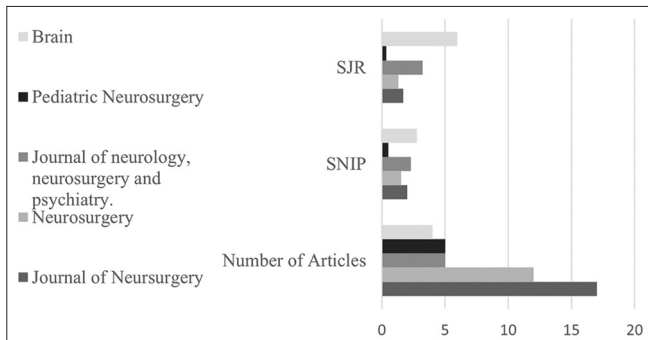 Brain
Pediatric Neurosurgery
Journal of neurology,
neurosurgery and
psychiatry.
Neurosurgery
Journal of Neursurgery
SJR
SNIP
Number of Articles
0 5 10 15 20